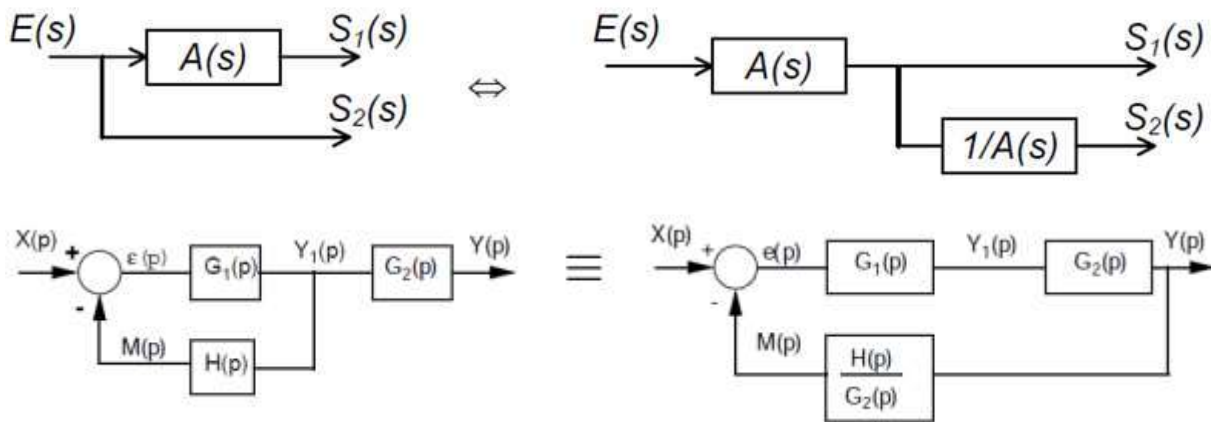 E(s) A(s) S₁(s)
S₂(s)
⇔
E(s) A(s) S₁(s)
1/A(s) S₂(s)
X(p) + ε(p) G₁(p) Y₁(p) G₂(p) Y(p)
-
M(p) H(p)
≡
X(p) + e(p) G₁(p) Y₁(p) G₂(p) Y(p)
-
M(p) H(p)
G₂(p)